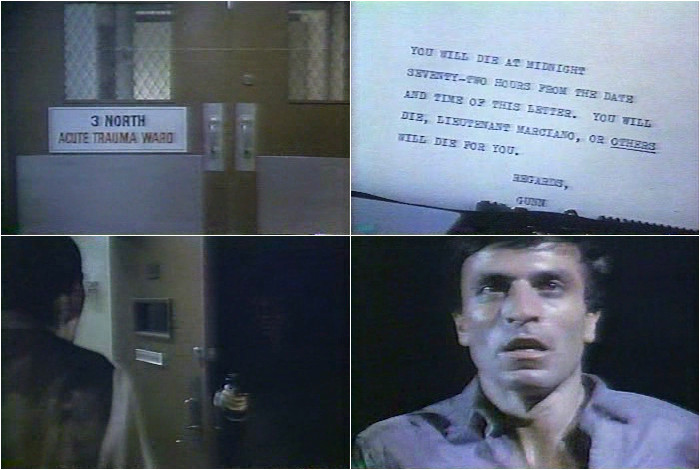 3 NORTH
ACUTE TRAUMA WARD
YOU WILL DIE AT MIDNIGHT
SEVENTY-TWO HOURS FROM THE DATE
AND TIME OF THIS LETTER. YOU WILL
DIE, LIEUTENANT MARCIANO, OR OTHERS
WILL DIE FOR YOU.
REGARDS,
GUNN